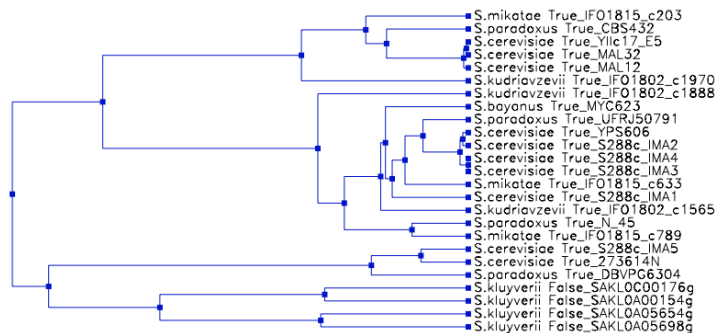 S.mikatae True_IFO1815_c203
S.paradoxus True_CBS432
S.cerevisiae True_YIIc17_E5
S.cerevisiae True_MAL32
S.cerevisiae True_MAL12
S.kudriavzevii True_IFO1802_c1970
S.kudriavzevii True_IFO1802_c1888
S.bayanus True_MYC623
S.paradoxus True_UFRJ50791
S.cerevisiae True_YPS606
S.cerevisiae True_S288c_IMA2
S.cerevisiae True_S288c_IMA4
S.cerevisiae True_S288c_IMA3
S.mikatae True_IFO1815_c633
S.cerevisiae True_S288c_IMA1
S.kudriavzevii True_IFO1802_c1565
S.paradoxus True_N_45
S.mikatae True_IFO1815_c789
S.cerevisiae True_S288c_IMA5
S.cerevisiae True_273614N
S.paradoxus True_DBVPG6304
S.kluyverii False_SAKL0C00176g
S.kluyverii False_SAKL0A00154g
S.kluyverii False_SAKL0A05654g
S.kluyverii False_SAKL0A05698g